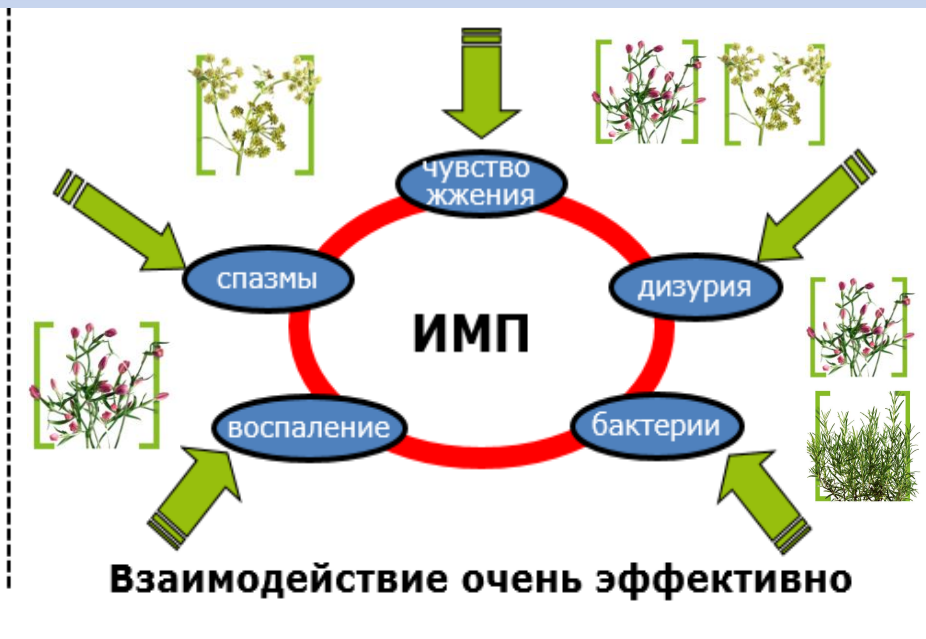 чувство
жжения
спазмы
дизурия
ИМП
воспаление
бактерии
Взаимодействие очень эффективно